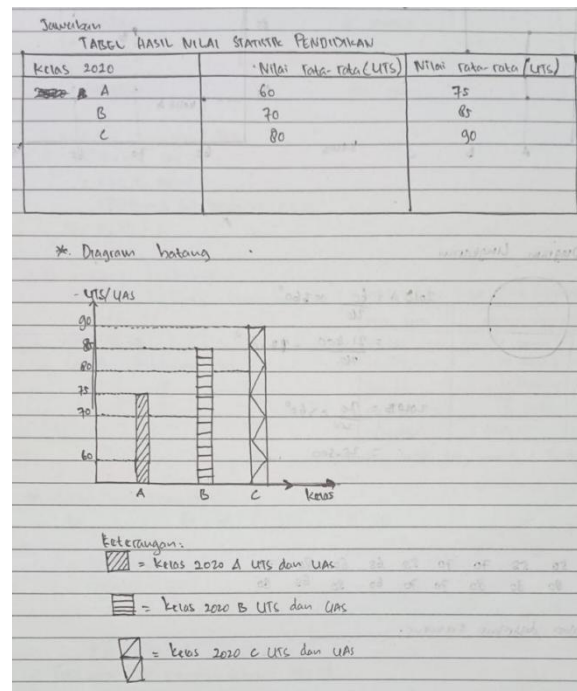 Jawaban
TABEL HASIL NILAI STATISTIK PENDIDIKAN
Kelas 2020 Nilai rata-rata (UTS) Nilai rata-rata (UTS)
A 60 75
B 70 85
C 80 90
*. Diagram batang
- UTS/UAS
90
85
80
75
70
60
A B C Kelas
Keterangan:
= Kelas 2020 A UTS dan UAS
= Kelas 2020 B UTS dan UAS
= Kelas 2020 C UTS dan UAS